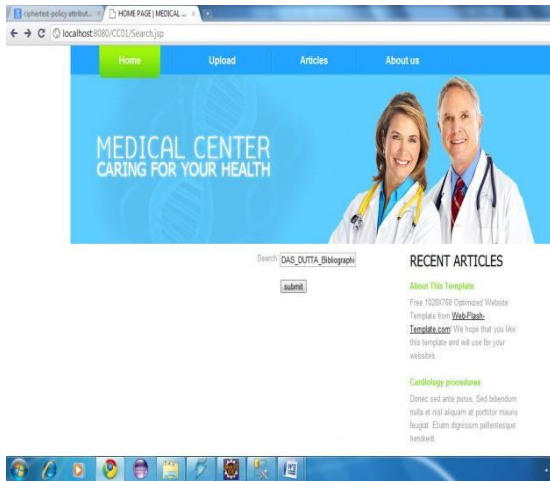 ciphertext-policy attribut...
HOME PAGE | MEDICAL ...
localhost:8080/CC01/Search.jsp
Home Upload Articles About us
MEDICAL CENTER
CARING FOR YOUR HEALTH
Search DAS_DUTTA_Bibliographi
submit
RECENT ARTICLES
About This Template
Free 1028X768 Optimized Website
Template from Web-Flash-
Template.com! We hope that you like
this template and will use for your
websites.
Cardiology procedures
Donec sed ante purus. Sed bibendum
nulla et nisl aliquam at porttitor mauris
feugiat. Etiam dignissim pellentesque
hendrerit.